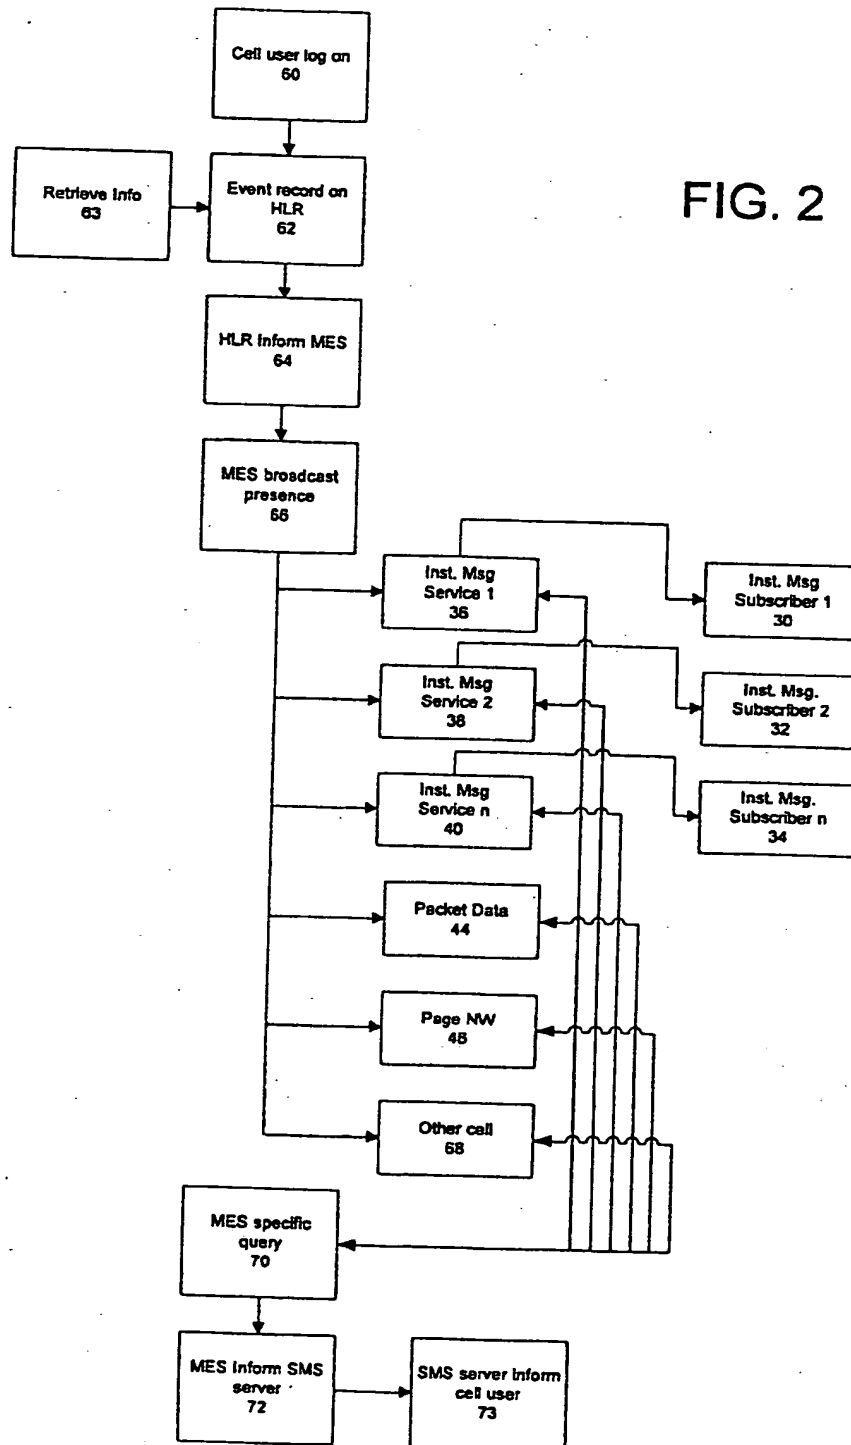 Cell user log on
60
Retrieve Info
63
Event record on
HLR
62
FIG. 2
HLR inform MES
64
MES broadcast
presence
66
Inst. Msg
Service 1
36
Inst. Msg
Subscriber 1
30
Inst. Msg
Service 2
38
Inst. Msg.
Subscriber 2
32
Inst. Msg
Service n
40
Inst. Msg.
Subscriber n
34
Packet Data
44
Page NW
46
Other cell
68
MES specific
query
70
MES inform SMS
server
72
SMS server inform
cell user
73